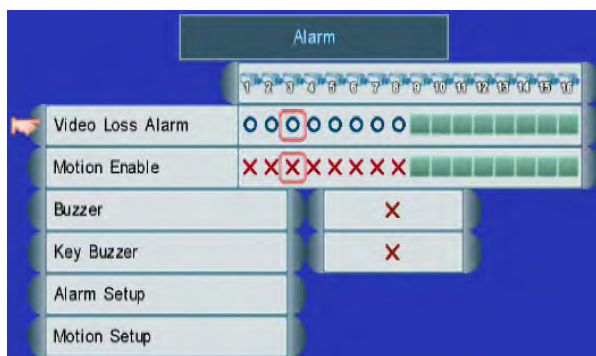 Alarm
1 2 3 4 5 6 7 8 9 10 11 12 13 14 15 16
Video Loss Alarm O O O O O O O O
Motion Enable X X X X X X X X
Buzzer X
Key Buzzer X
Alarm Setup
Motion Setup